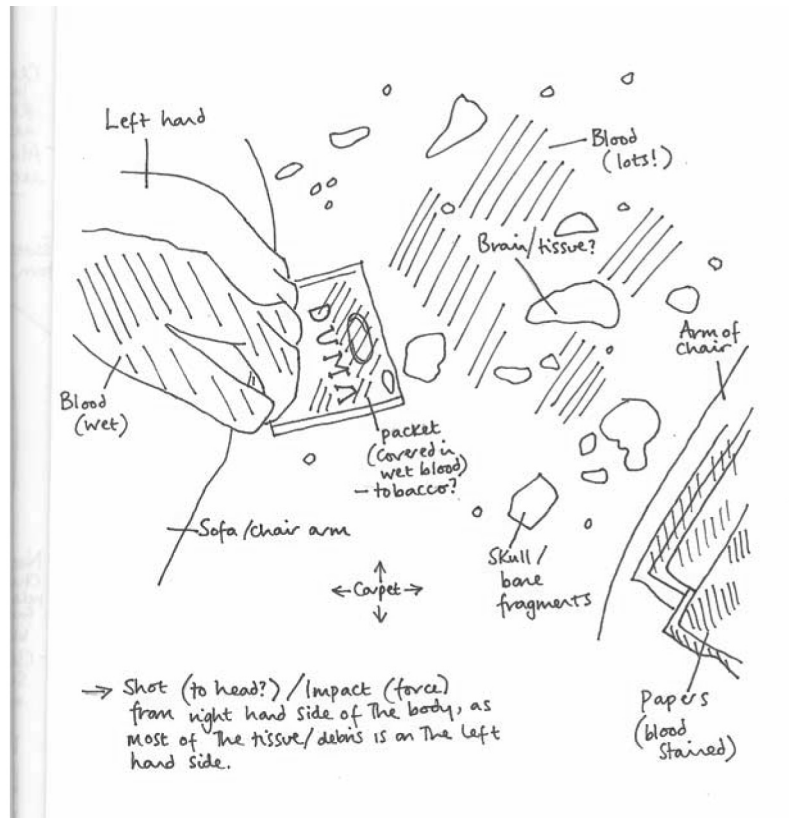 Left hand
Blood
(lots!)
Brain/tissue?
Arm of
chair
DUMA
Blood
(wet)
packet
(covered in
wet blood)
- tobacco?
Sofa/chair arm
Carpet
Skull/
bone
fragments
Papers
(blood
stained)
→ Shot (to head?)/Impact (force)
from right hand side of The body, as
most of The tissue/debris is on The left
hand side.